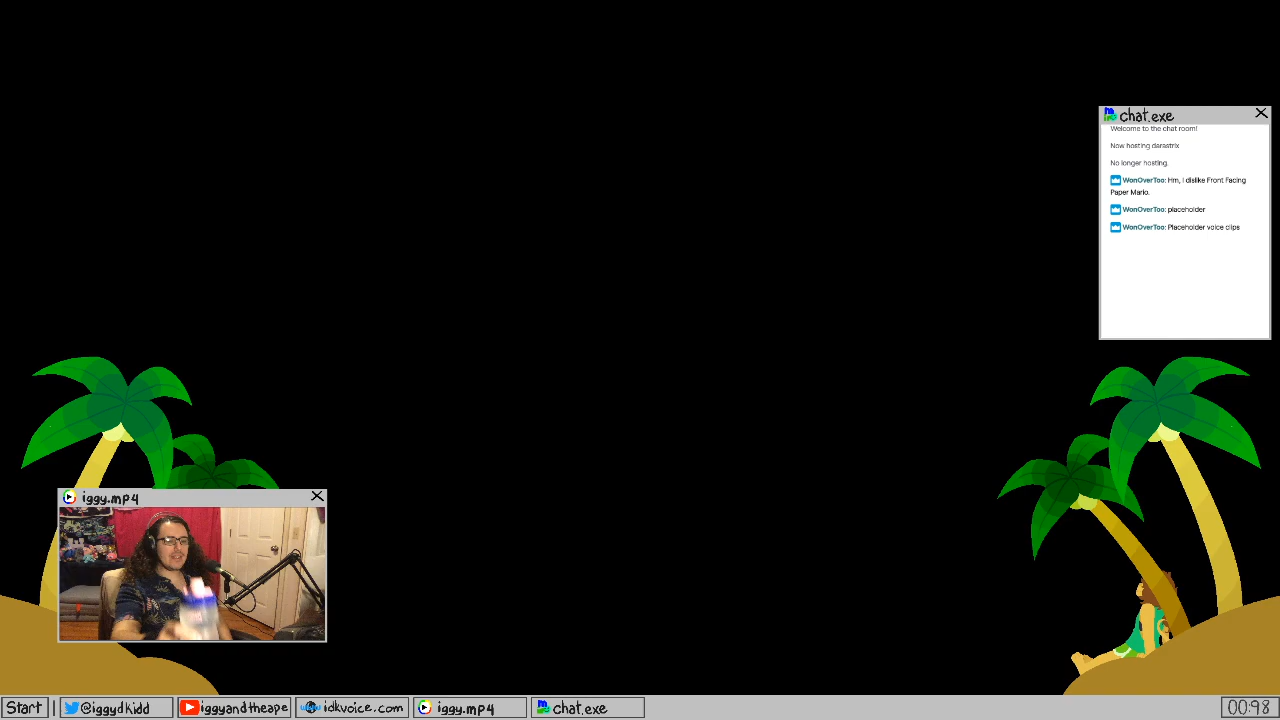 chat.exe
Welcome to the chat room!
Now hosting darastrix
No longer hosting.
WonOverToo: Hm, I dislike Front Facing
Paper Mario.
WonOverToo: placeholder
WonOverToo: Placeholder voice clips
iggy.mp4
Start | @iggydkidd iggyandtheape www idkvoice.com iggy.mp4 chat.exe 00:98